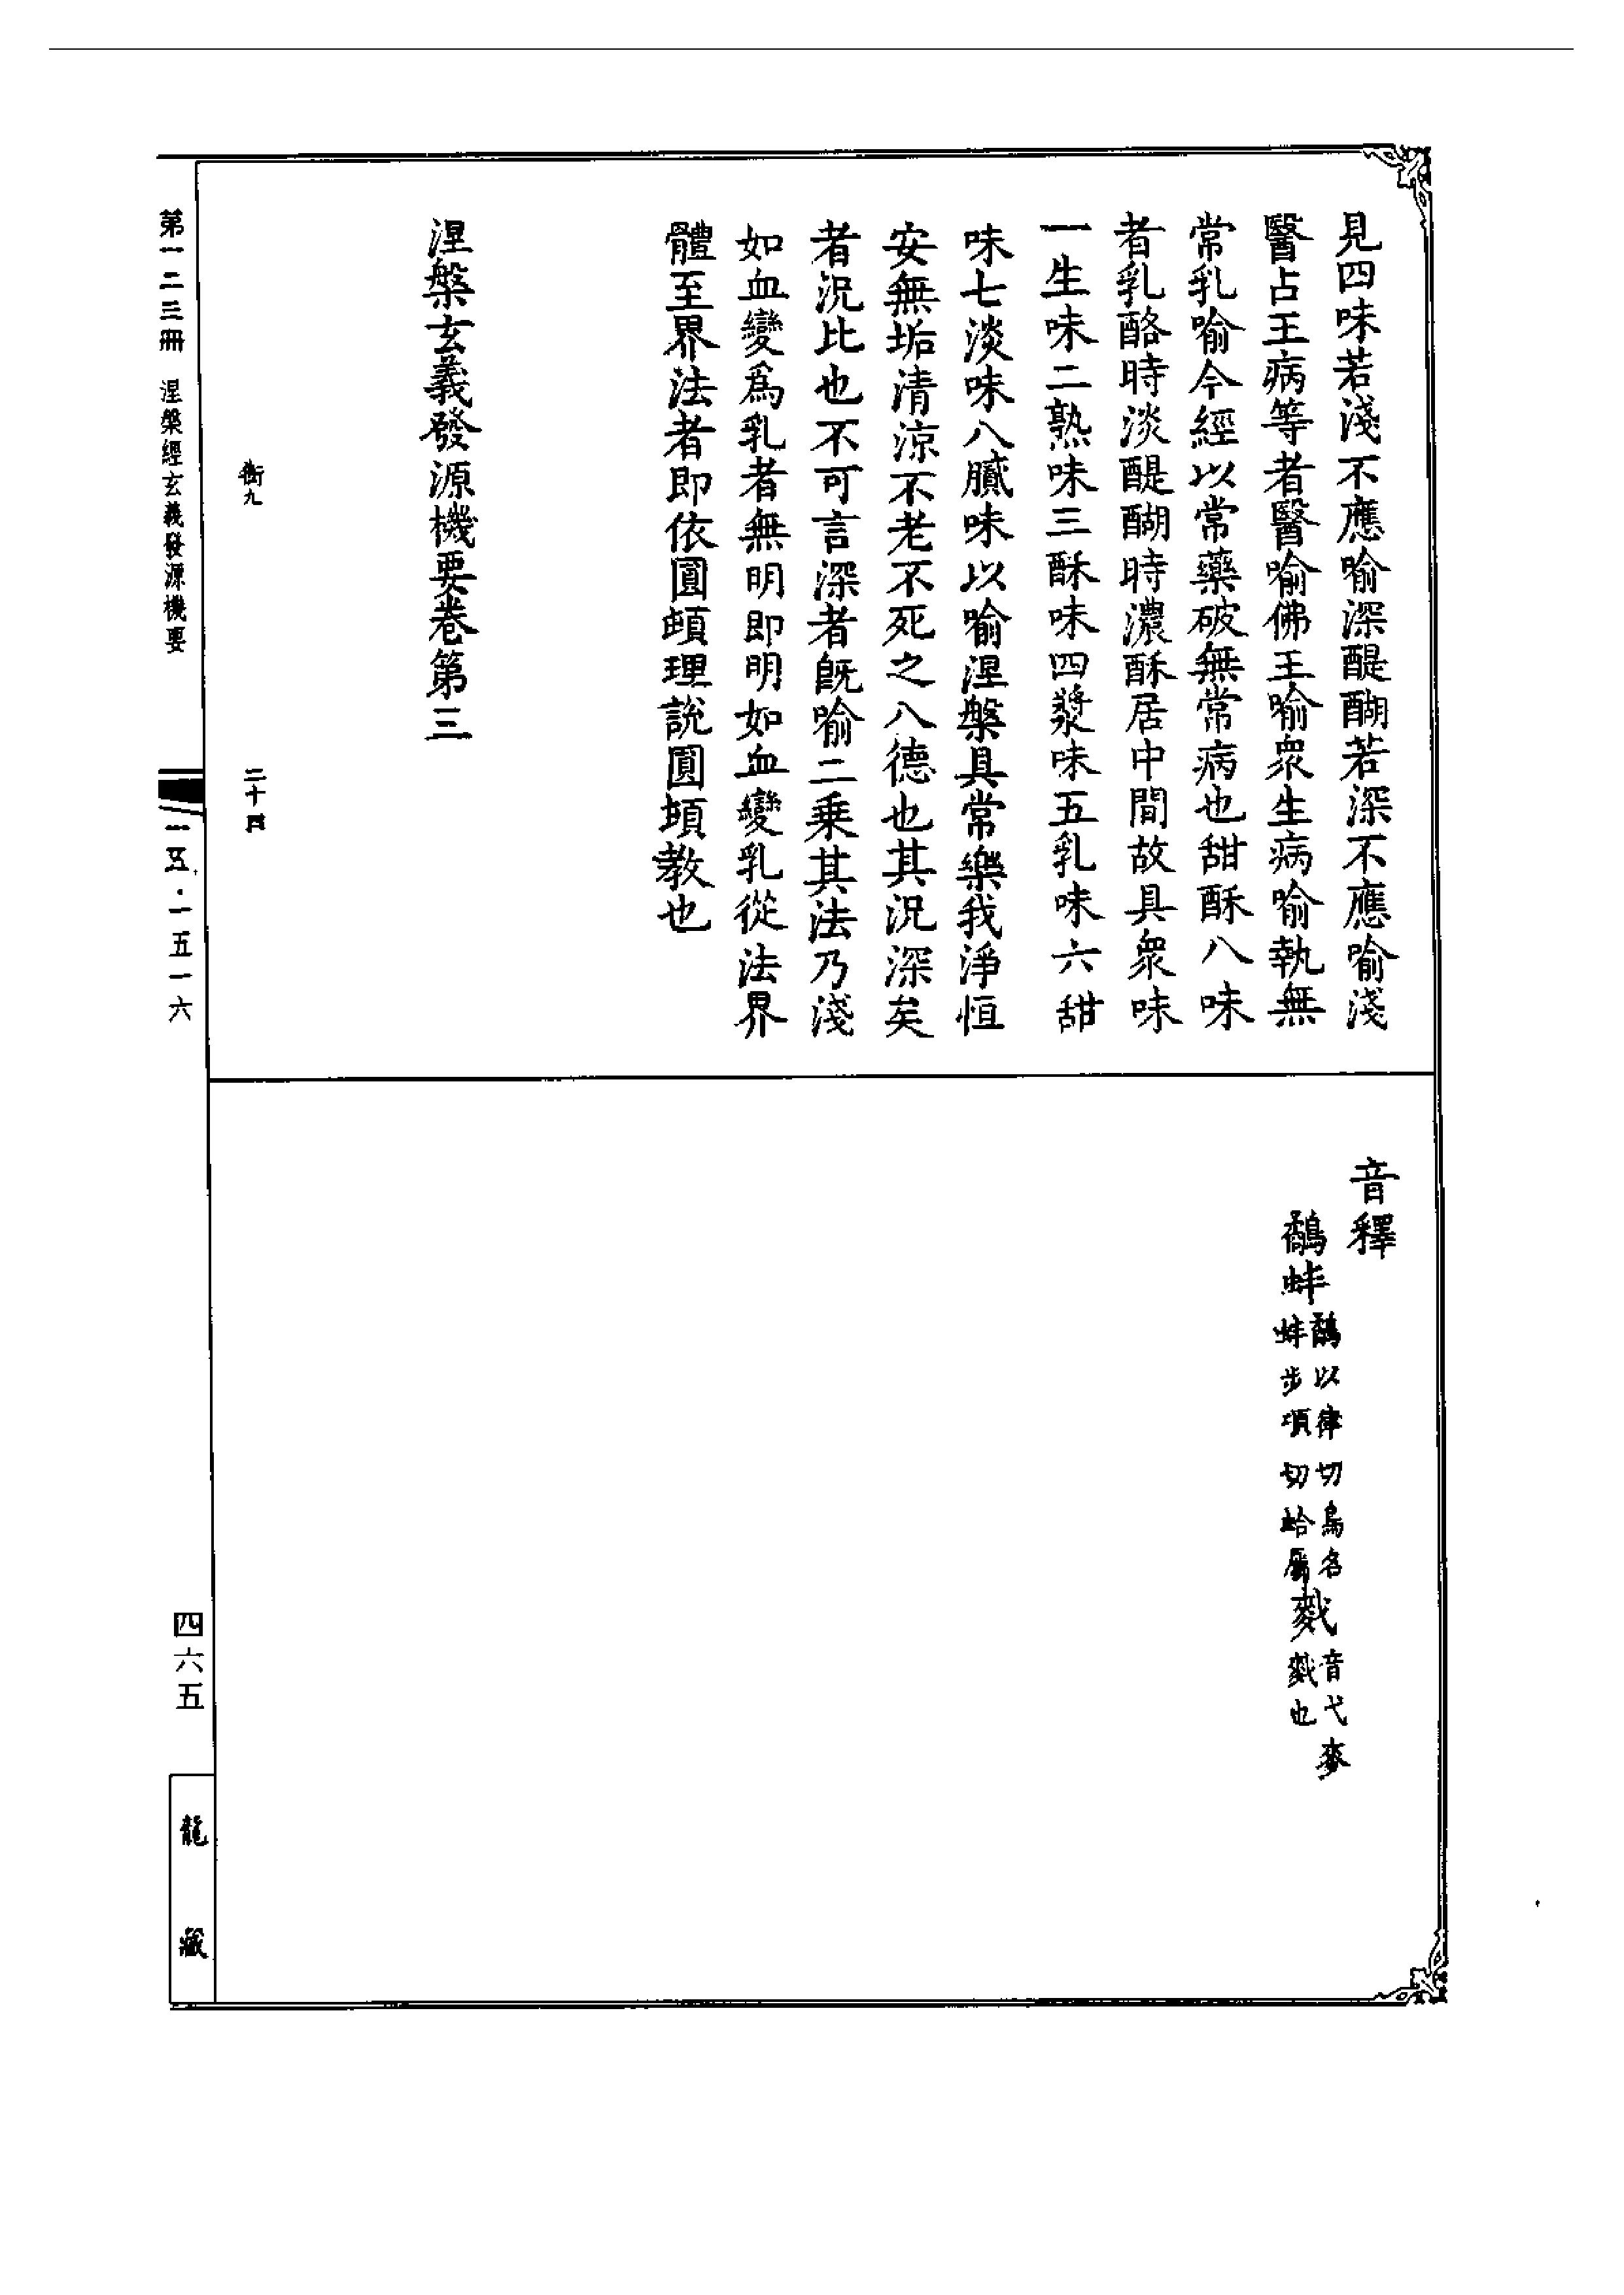 見四味若淺不應喻深醍醐若深不應喻淺
醫占王病等者醫喻佛王喻衆生病喻執無
常乳喻今經以常藥破無常病也甜酥八味
者乳酪時淡醍醐時濃酥居中間故具衆味
一生味二熟味三酥味四漿味五乳味六甜
味七淡味八膩味以喻涅槃具常樂我淨恒
安無垢清涼不老不死之八德也其況深矣
者況比也不可言深者旣喻二乗其法乃淺
如血變爲乳者無明即明如血變乳從法界
體至界法者即依圓頓理說圓頓教也
涅槃玄義發源機要卷第三
衡九
二十四
音釋
鷸蚌
鷸以律切鳥名
蚌步項切蛤屬
音弋麥
也
第一二三冊 涅槃經玄義發源機要
一五·一五一六
四六五
龍藏